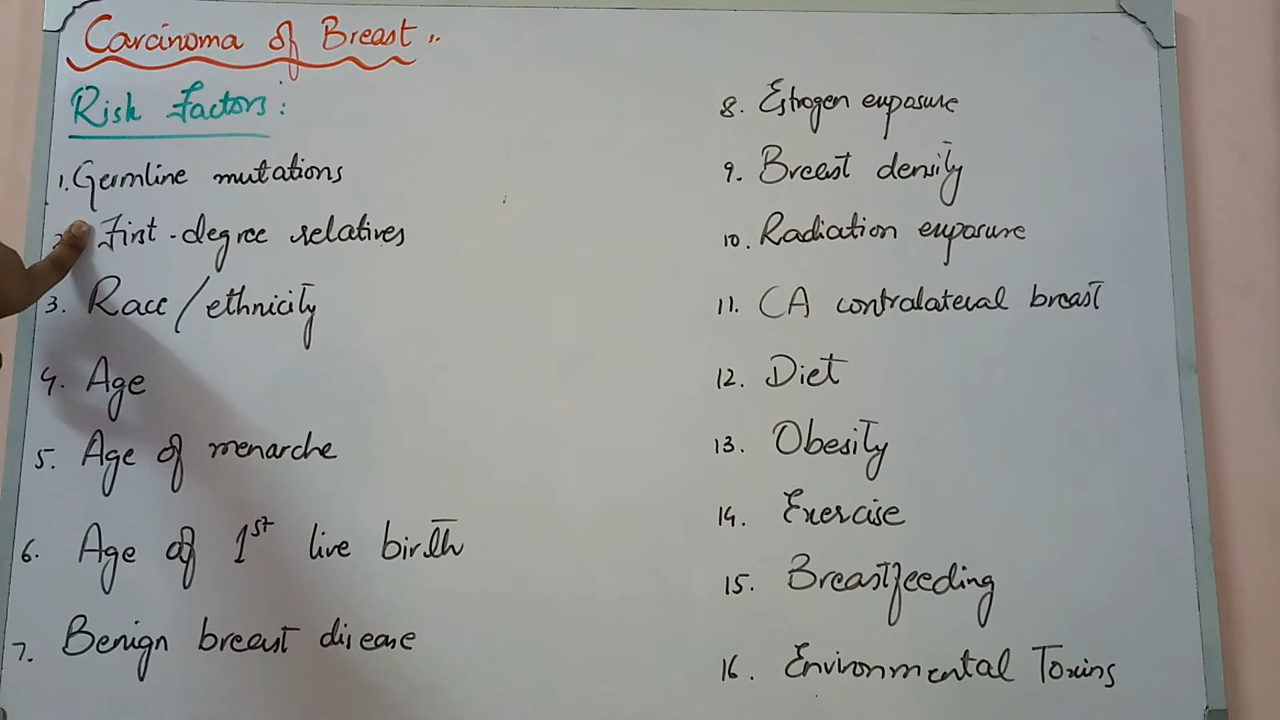 Carcinoma of Breast
Risk Factors:
1. Germline mutations
2. First-degree relatives
3. Race/ethnicity
4. Age
5. Age of menarche
6. Age of 1st live birth
7. Benign breast disease
8. Estrogen exposure
9. Breast density
10. Radiation exposure
11. CA contralateral breast
12. Diet
13. Obesity
14. Exercise
15. Breastfeeding
16. Environmental Toxins